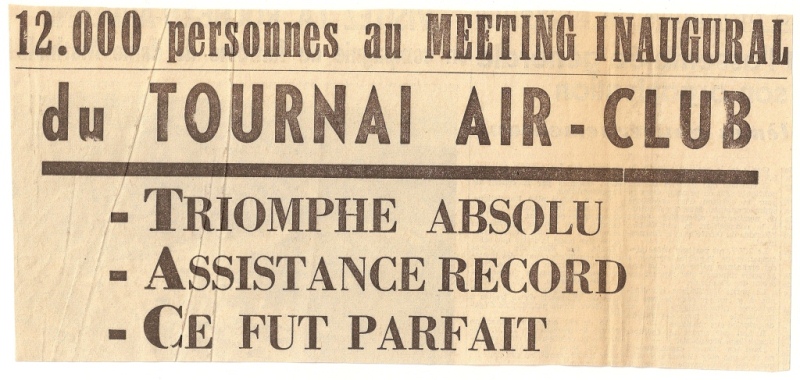 12.000 personnes au MEETING INAUGURAL
du TOURNAI AIR-CLUB
- TRIOMPHE ABSOLU
- ASSISTANCE RECORD
- CE FUT PARFAIT